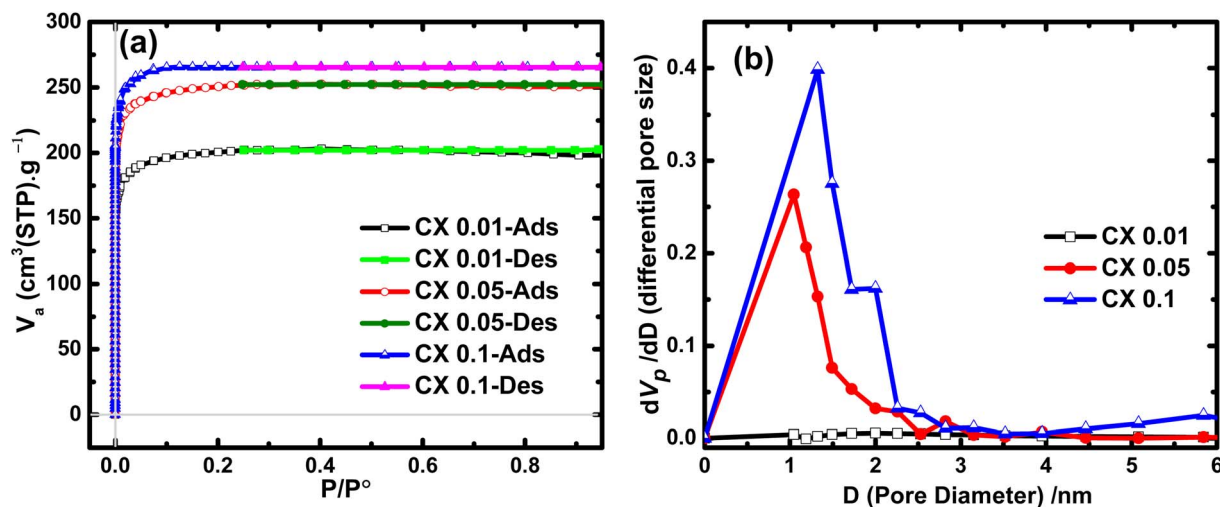 (a)
Vₐ (cm³(STP).g⁻¹)
300
250
200
150
100
50
0
0.0 0.2 0.4 0.6 0.8
P/P°
CX 0.01-Ads
CX 0.01-Des
CX 0.05-Ads
CX 0.05-Des
CX 0.1-Ads
CX 0.1-Des
(b)
dVₚ/dD (differential pore size)
0.4
0.3
0.2
0.1
0.0
0 1 2 3 4 5 6
D (Pore Diameter) /nm
CX 0.01
CX 0.05
CX 0.1